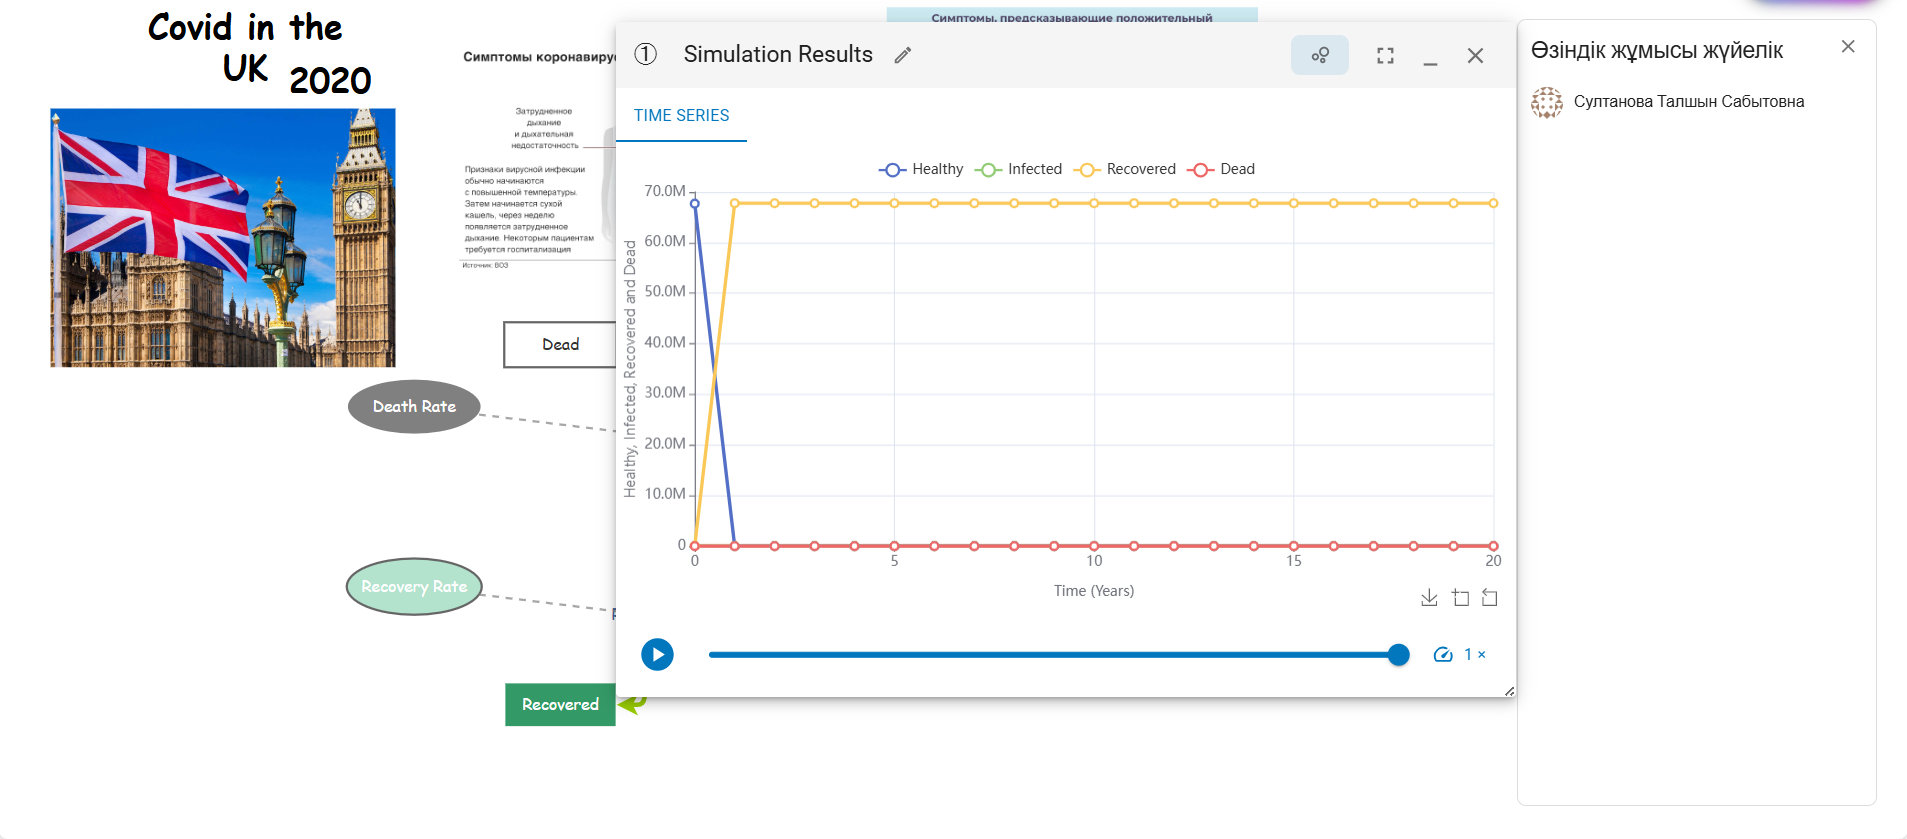 Covid in the
UK 2020
Симптомы, предсказывающие положительный
Симптомы коронавирус
Затрудненное
дыхание
и дыхательная
недостаточность
Признаки вирусной инфекции
обычно начинаются
с повышенной температуры.
Затем начинается сухой
кашель, через неделю
появляется затрудненное
дыхание. Некоторым пациентам
требуется госпитализация
Источник: ВОЗ
Dead
Death Rate
Recovery Rate
Recovered
① Simulation Results
TIME SERIES
Healthy Infected Recovered Dead
Healthy, Infected, Recovered and Dead
70.0M
60.0M
50.0M
40.0M
30.0M
20.0M
10.0M
0
0 5 10 15 20
Time (Years)
1 ×
Өзіндік жұмысы жүйелік
Султанова Талшын Сабытовна